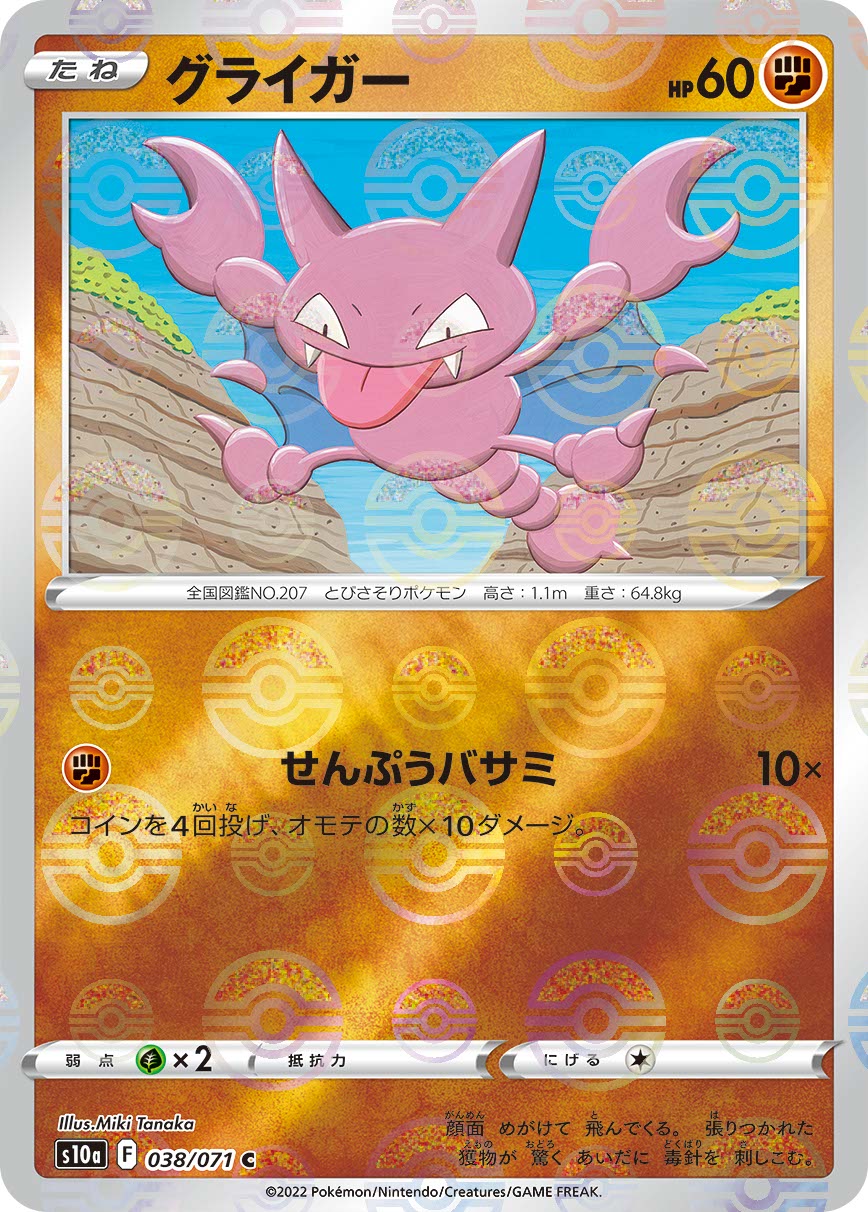 たね グライガー HP60
全国図鑑NO.207 とびさそりポケモン 高さ：1.1m 重さ：64.8kg
せんぷうバサミ 10×
コインを4回投げ、オモテの数×10ダメージ。
弱点 ×2 抵抗力 にげる
Illus.Miki Tanaka
顔面 めがけて 飛んでくる。 張りつかれた
獲物が 驚く あいだに 毒針を 刺しこむ。
s10a F 038/071 C
©2022 Pokémon/Nintendo/Creatures/GAME FREAK.